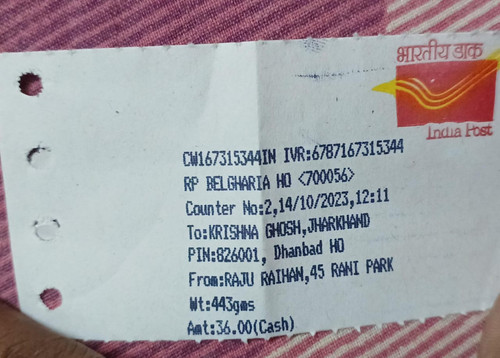 भारतीय डाक
India Post
CW167315344IN IVR:6787167315344
RP BELGHARIA HO <700056>
Counter No:2,14/10/2023,12:11
To:KRISHNA GHOSH,JHARKHAND
PIN:826001, Dhanbad HO
From:RAJU RAIHAN,45 RANI PARK
Wt:443gms
Amt:36.00(Cash)